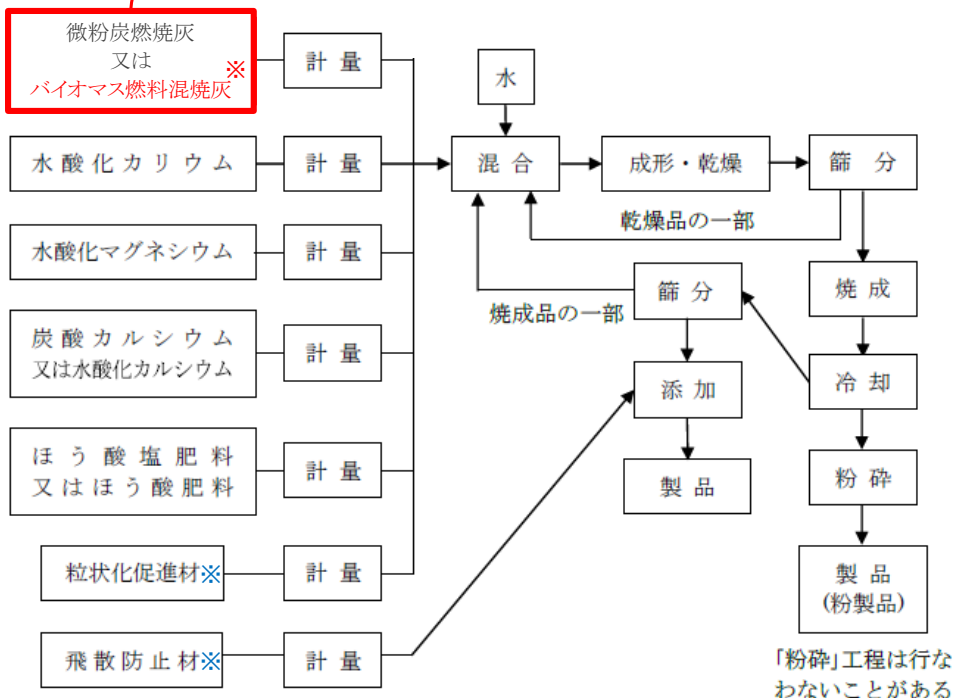 微粉炭燃焼灰
又は
バイオマス燃料混焼灰
※
計量
水
水酸化カリウム
計量
混合
成形・乾燥
篩分
乾燥品の一部
水酸化マグネシウム
計量
篩分
焼成
焼成品の一部
炭酸カルシウム
又は水酸化カルシウム
計量
添加
冷却
ほう酸塩肥料
又はほう酸肥料
計量
製品
粉砕
粒状化促進材※
計量
製品
(粉製品)
飛散防止材※
計量
「粉砕」工程は行な
わないことがある